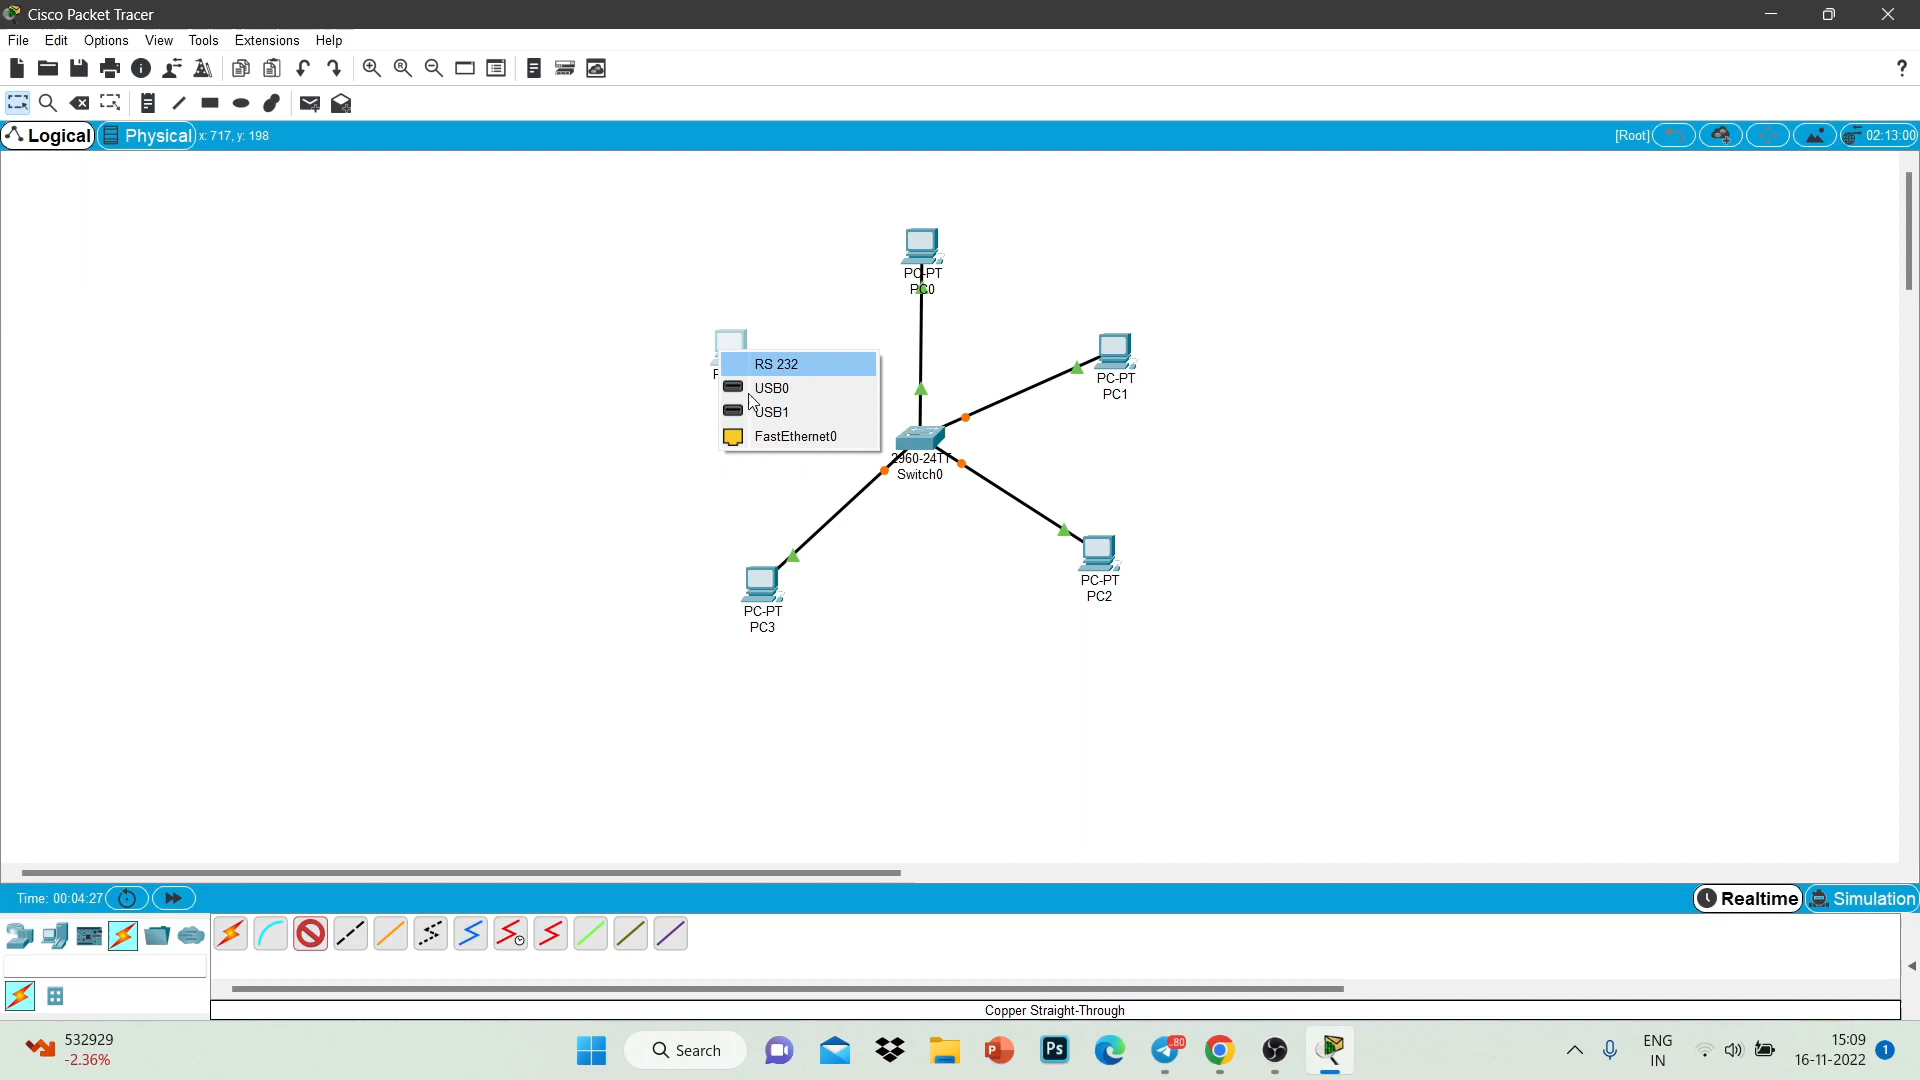 Cisco Packet Tracer
File Edit Options View Tools Extensions Help
?
Logical Physical x: 717, y: 198 [Root] 02:13:00
PC-PT
PC0
RS 232
USB0
USB1
FastEthernet0
PC-PT
PC1
2960-24TT
Switch0
PC-PT
PC2
PC-PT
PC3
Time: 00:04:27 Realtime Simulation
Copper Straight-Through
532929
-2.36%
Search
Ps
80
ENG
IN
15:09
16-11-2022
1